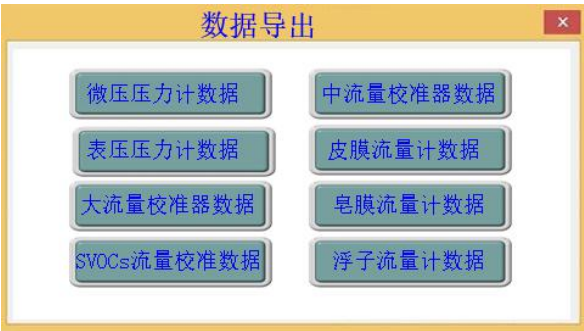 数据导出
微压压力计数据
中流量校准器数据
表压压力计数据
皮膜流量计数据
大流量校准器数据
皂膜流量计数据
SVOCs流量校准数据
浮子流量计数据